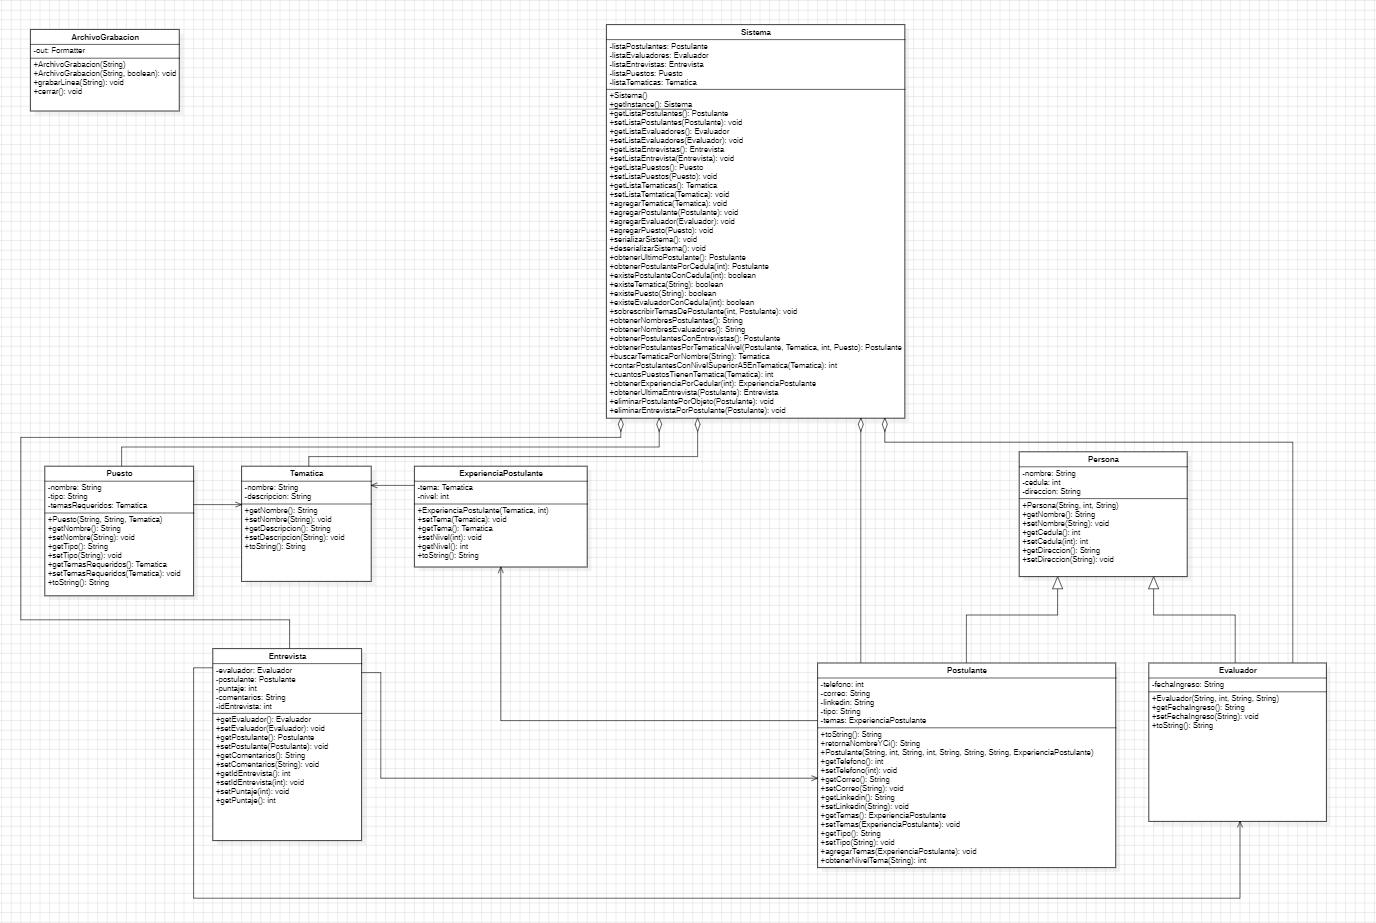 ArchivoGrabacion
-out: Formatter
+ArchivoGrabacion(String)
+ArchivoGrabacion(String, boolean): void
+grabarLinea(String): void
+cerrar(): void
Sistema
-listaPostulantes: Postulante
-listaEvaluadores: Evaluador
-listaEntrevistas: Entrevista
-listaPuestos: Puesto
-listaTematicas: Tematica
+Sistema()
+getInstance(): Sistema
+getListaPostulantes(): Postulante
+setListaPostulantes(Postulante): void
+getListaEvaluadores(): Evaluador
+setListaEvaluadores(Evaluador): void
+getListaEntrevistas(): Entrevista
+setListaEntrevista(Entrevista): void
+getListaPuestos(): Puesto
+setListaPuestos(Puesto): void
+getListaTematicas(): Tematica
+setListaTemtatica(Tematica): void
+agregarTematica(Tematica): void
+agregarPostulante(Postulante): void
+agregarEvaluador(Evaluador): void
+agregarPuesto(Puesto): void
+serializarSistema(): void
+deserializarSistema(): void
+obtenerUltimoPostulante(): Postulante
+obtenerPostulantePorCedula(int): Postulante
+existePostulanteConCedula(int): boolean
+existeTematica(String): boolean
+existePuesto(String): boolean
+existeEvaluadorConCedula(int): boolean
+sobrescribirTemasDePostulante(int, Postulante): void
+obtenerNombresPostulantes(): String
+obtenerNombresEvaluadores(): String
+obtenerPostulantesConEntrevistas(): Postulante
+obtenerPostulantesPorTematicaNivel(Postulante, Tematica, int, Puesto): Postulante
+buscarTematicaPorNombre(String): Tematica
+contarPostulantesConNivelSuperiorA5EnTematica(Tematica): int
+cuantosPuestosTienenTematica(Tematica): int
+obtenerExperienciaPorCedular(int): ExperienciaPostulante
+obtenerUltimaEntrevista(Postulante): Entrevista
+eliminarPostulantePorObjeto(Postulante): void
+eliminarEntrevistaPorPostulante(Postulante): void
Puesto
-nombre: String
-tipo: String
-temasRequeridos: Tematica
+Puesto(String, String, Tematica)
+getNombre(): String
+setNombre(String): void
+getTipo(): String
+setTipo(String): void
+getTemasRequeridos(): Tematica
+setTemasRequeridos(Tematica): void
+toString(): String
Tematica
-nombre: String
-descripcion: String
+getNombre(): String
+setNombre(String): void
+getDescripcion(): String
+setDescripcion(String): void
+toString(): String
ExperienciaPostulante
-tema: Tematica
-nivel: int
+ExperienciaPostulante(Tematica, int)
+setTema(Tematica): void
+getTema(): Tematica
+setNivel(int): void
+getNivel(): int
+toString(): String
Persona
-nombre: String
-cedula: int
-direccion: String
+Persona(String, int, String)
+getNombre(): String
+setNombre(String): void
+getCedula(): int
+setCedula(int): int
+getDireccion(): String
+setDireccion(String): void
Entrevista
-evaluador: Evaluador
-postulante: Postulante
-puntaje: int
-comentarios: String
-idEntrevista: int
+getEvaluador(): Evaluador
+setEvaluador(Evaluador): void
+getPostulante(): Postulante
+setPostulante(Postulante): void
+getComentarios(): String
+setComentarios(String): void
+getIdEntrevista(): int
+setIdEntrevista(int): void
+setPuntaje(int): void
+getPuntaje(): int
Postulante
-telefono: int
-correo: String
-linkedin: String
-tipo: String
-temas: ExperienciaPostulante
+toString(): String
+retornaNombreYCi(): String
+Postulante(String, int, String, int, String, String, String, ExperienciaPostulante)
+getTelefono(): int
+setTelefono(int): void
+getCorreo(): String
+setCorreo(String): void
+getLinkedin(): String
+setLinkedin(String): void
+getTemas(): ExperienciaPostulante
+setTemas(ExperienciaPostulante): void
+getTipo(): String
+setTipo(String): void
+agregarTemas(ExperienciaPostulante): void
+obtenerNivelTema(String): int
Evaluador
-fechaIngreso: String
+Evaluador(String, int, String, String)
+getFechaIngreso(): String
+setFechaIngreso(String): void
+toString(): String